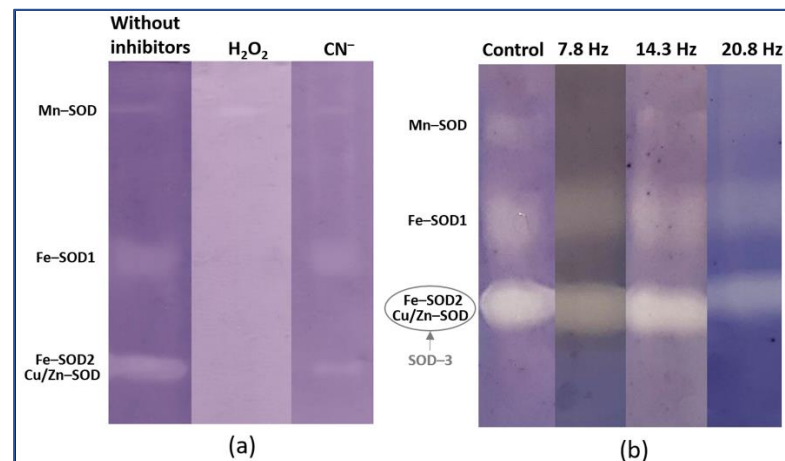 Without
inhibitors
H₂O₂
CN⁻
Mn–SOD
Fe–SOD1
Fe–SOD2
Cu/Zn–SOD
(a)
Control
7.8 Hz
14.3 Hz
20.8 Hz
Mn–SOD
Fe–SOD1
Fe–SOD2
Cu/Zn–SOD
SOD–3
(b)